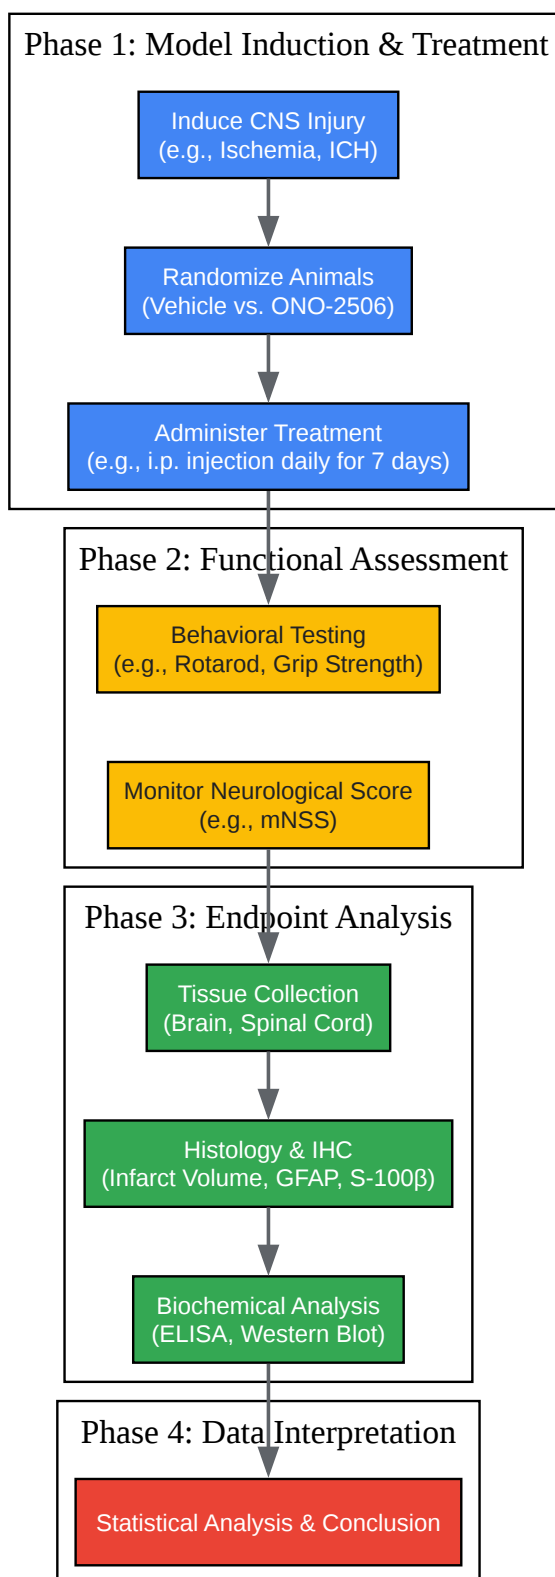 Phase 1: Model Induction & Treatment
Induce CNS Injury
(e.g., Ischemia, ICH)
Randomize Animals
(Vehicle vs. ONO-2506)
Administer Treatment
(e.g., i.p. injection daily for 7 days)
Phase 2: Functional Assessment
Behavioral Testing
(e.g., Rotarod, Grip Strength)
Monitor Neurological Score
(e.g., mNSS)
Phase 3: Endpoint Analysis
Tissue Collection
(Brain, Spinal Cord)
Histology & IHC
(Infarct Volume, GFAP, S-100β)
Biochemical Analysis
(ELISA, Western Blot)
Phase 4: Data Interpretation
Statistical Analysis & Conclusion